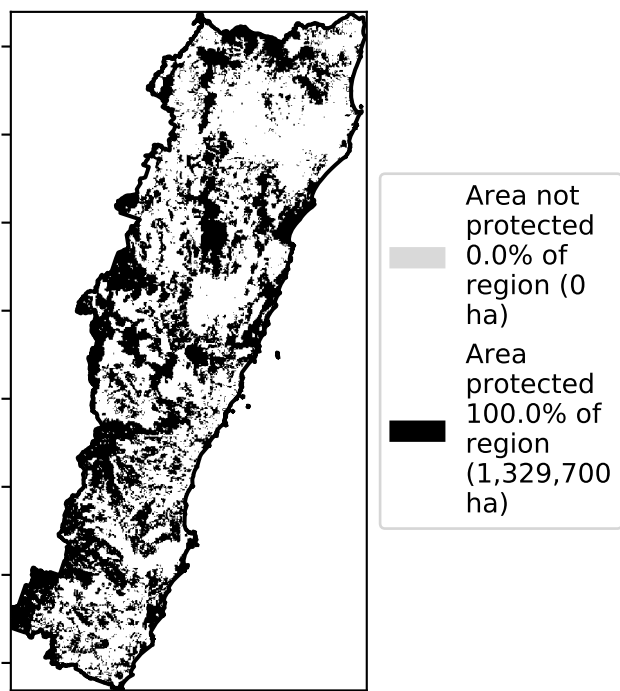 Area not
protected
0.0% of
region (0
ha)
Area
protected
100.0% of
region
(1,329,700
ha)